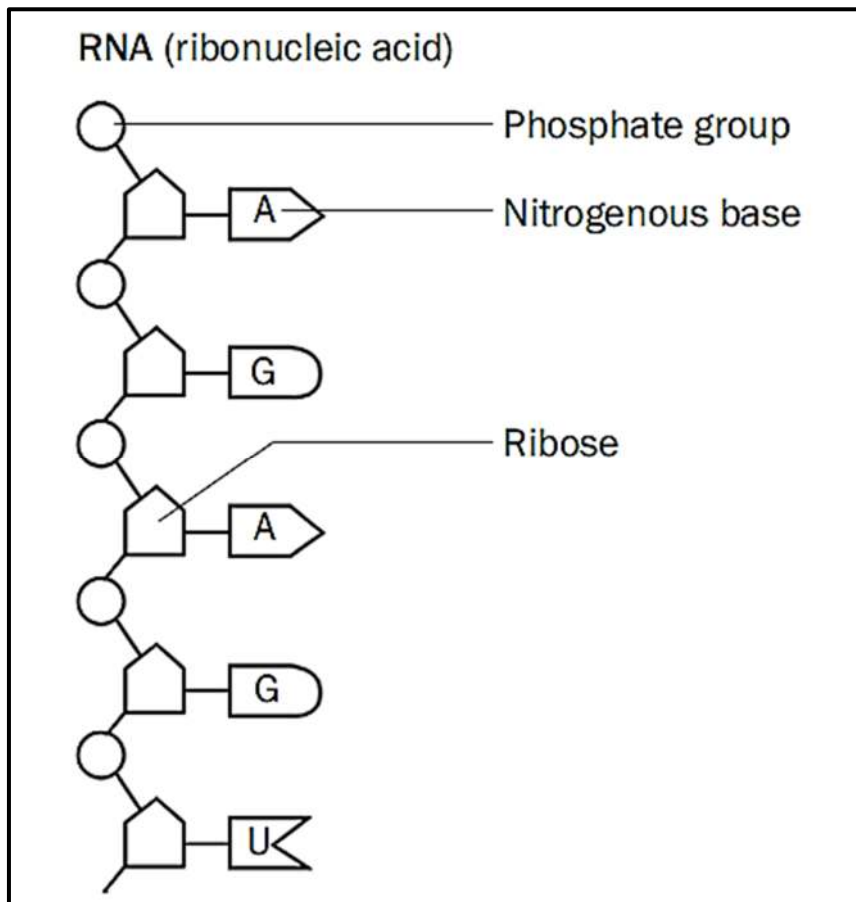 RNA (ribonucleic acid)
Phosphate group
A
Nitrogenous base
G
Ribose
A
G
U